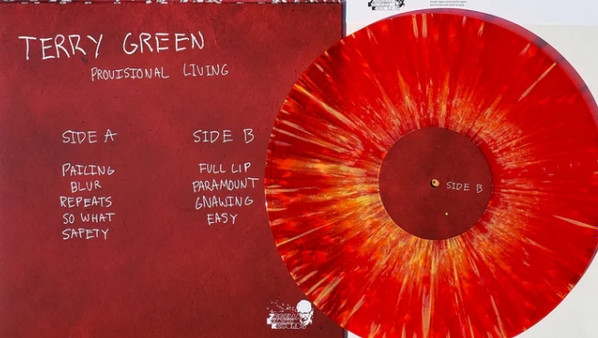 TERRY GREEN
PROVISIONAL LIVING
SIDE A
PAILING
BLUR
REPEATS
SO WHAT
SAFETY
SIDE B
FULL LIP
PARAMOUNT
GNAWING
EASY
SIDE B